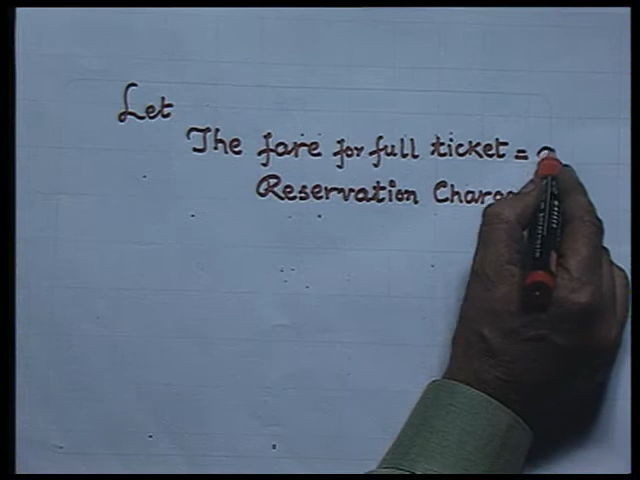 Let
The fare for full ticket =
Reservation